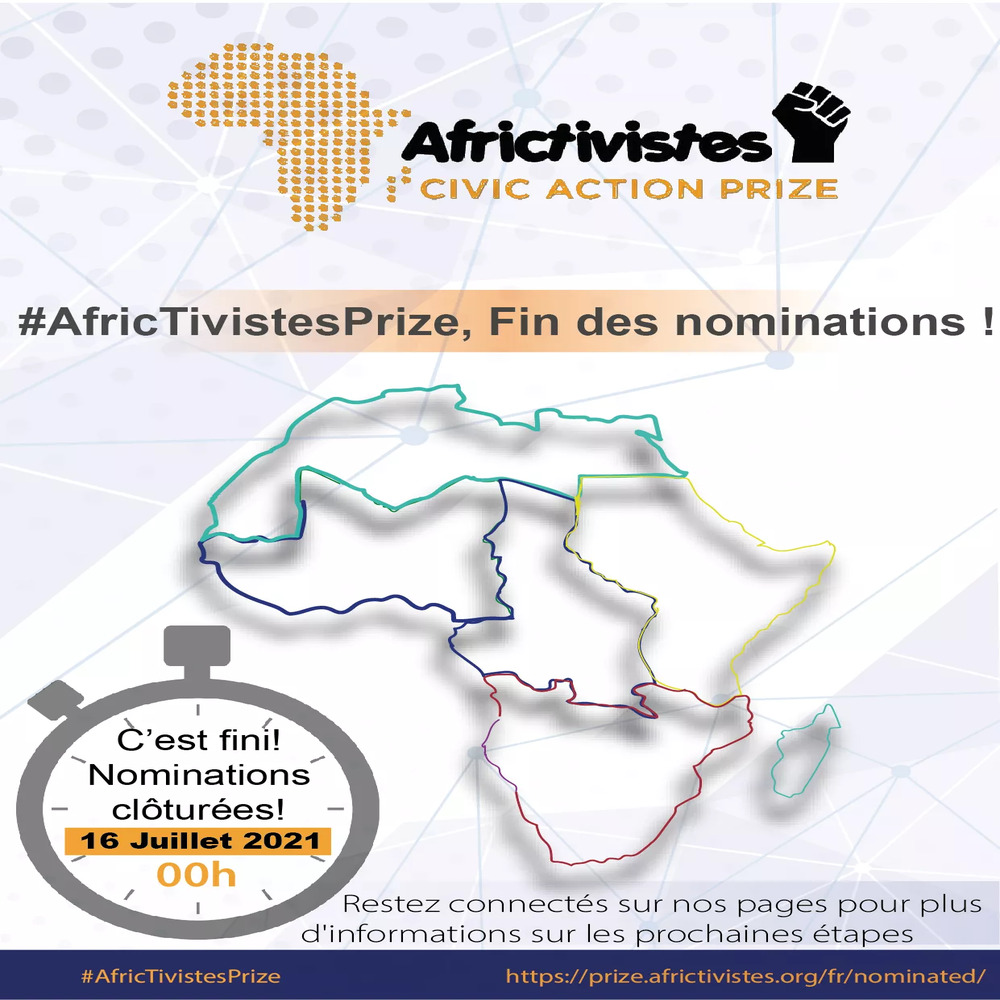 Africtivistes
CIVIC ACTION PRIZE
#AfricTivistesPrize, Fin des nominations !
C’est fini!
Nominations
clôturées!
16 Juillet 2021
00h
Restez connectés sur nos pages pour plus
d'informations sur les prochaines étapes
#AfricTivistesPrize
https://prize.africtivistes.org/fr/nominated/